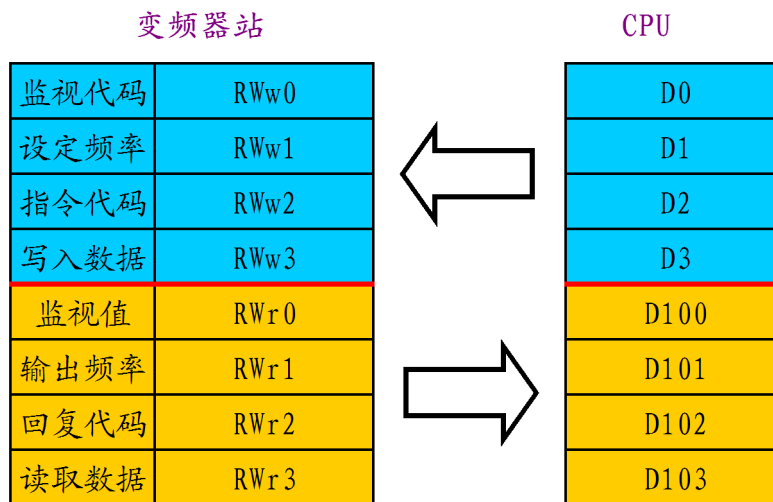 变频器站 CPU
监视代码 RWw0 D0
设定频率 RWw1 D1
指令代码 RWw2 D2
写入数据 RWw3 D3
监视值 RWr0 D100
输出频率 RWr1 D101
回复代码 RWr2 D102
读取数据 RWr3 D103